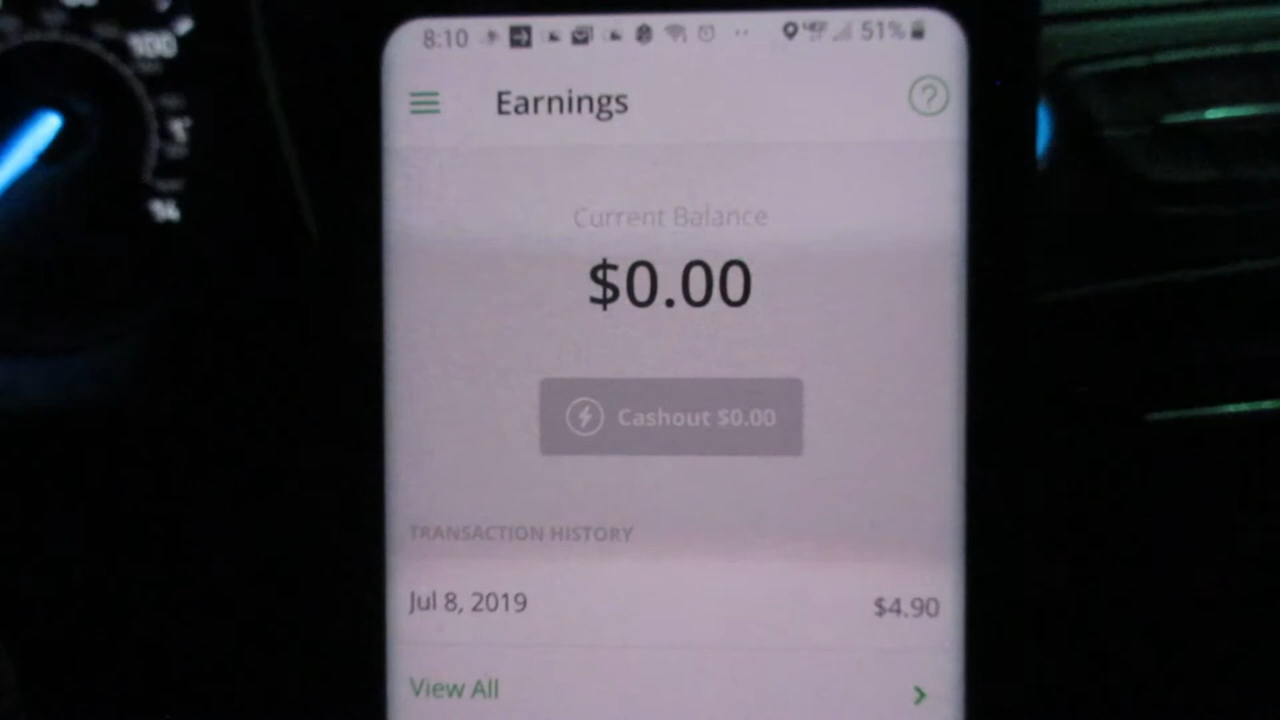 100
8:10
51%
Earnings
?
Current Balance
$0.00
Cashout $0.00
TRANSACTION HISTORY
Jul 8, 2019
$4.90
View All